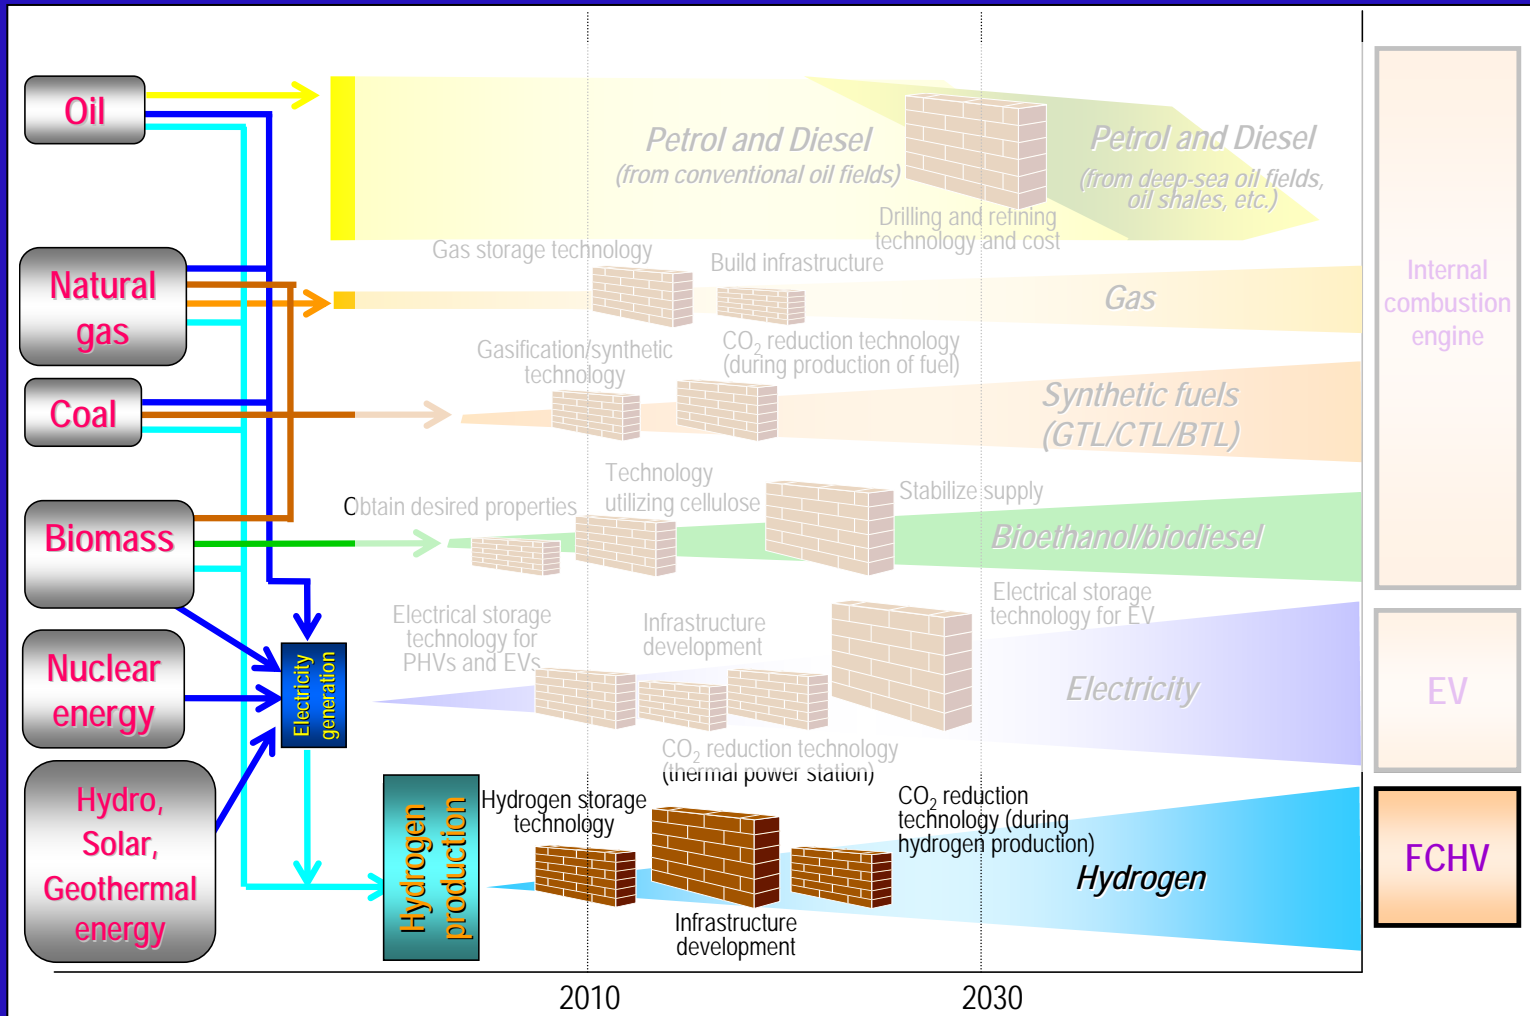 Oil
Petrol and Diesel
(from conventional oil fields)
Petrol and Diesel
(from deep-sea oil fields,
oil shales, etc.)
Drilling and refining
technology and cost
Natural
gas
Gas storage technology
Build infrastructure
Gas
Internal
combustion
engine
Coal
Gasification/synthetic
technology
CO₂ reduction technology
(during production of fuel)
Synthetic fuels
(GTL/CTL/BTL)
Biomass
Obtain desired properties
Technology
utilizing cellulose
Stabilize supply
Bioethanol/biodiesel
Nuclear
energy
Electricity
generation
Electrical storage
technology for
PHVs and EVs
Infrastructure
development
Electrical storage
technology for EV
Electricity
EV
CO₂ reduction technology
(thermal power station)
Hydro,
Solar,
Geothermal
energy
Hydrogen
production
Hydrogen storage
technology
Infrastructure
development
CO₂ reduction
technology (during
hydrogen production)
Hydrogen
FCHV
2010
2030